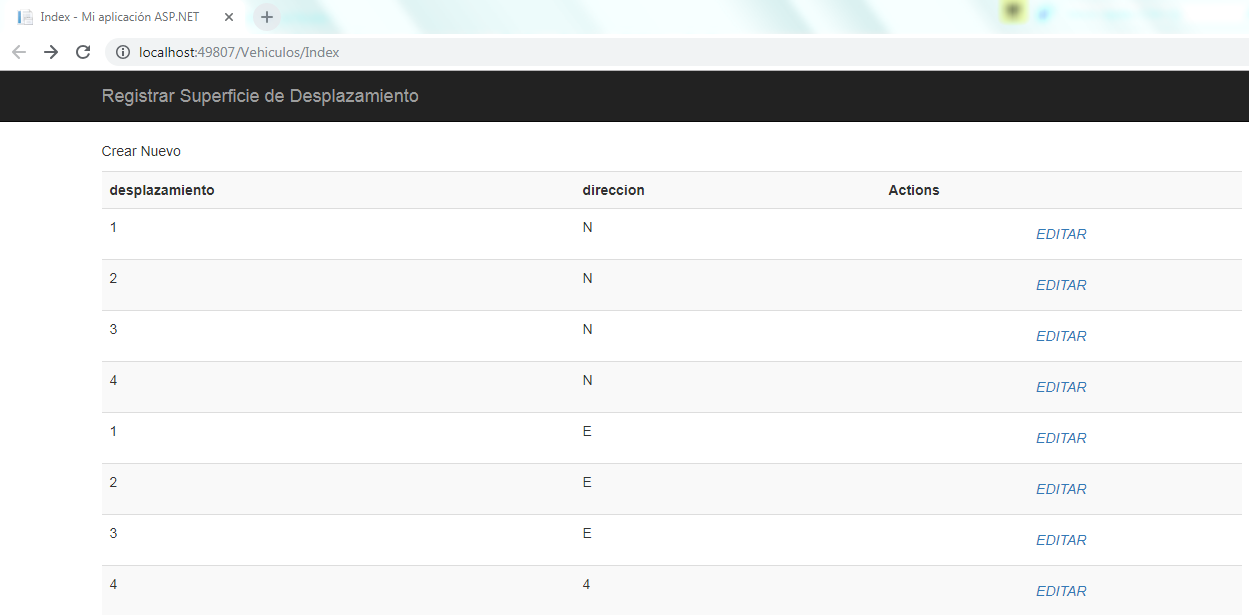 Index - Mi aplicación ASP.NET
localhost:49807/Vehiculos/Index
Registrar Superficie de Desplazamiento
Crear Nuevo
desplazamiento direccion Actions
1 N EDITAR
2 N EDITAR
3 N EDITAR
4 N EDITAR
1 E EDITAR
2 E EDITAR
3 E EDITAR
4 4 EDITAR